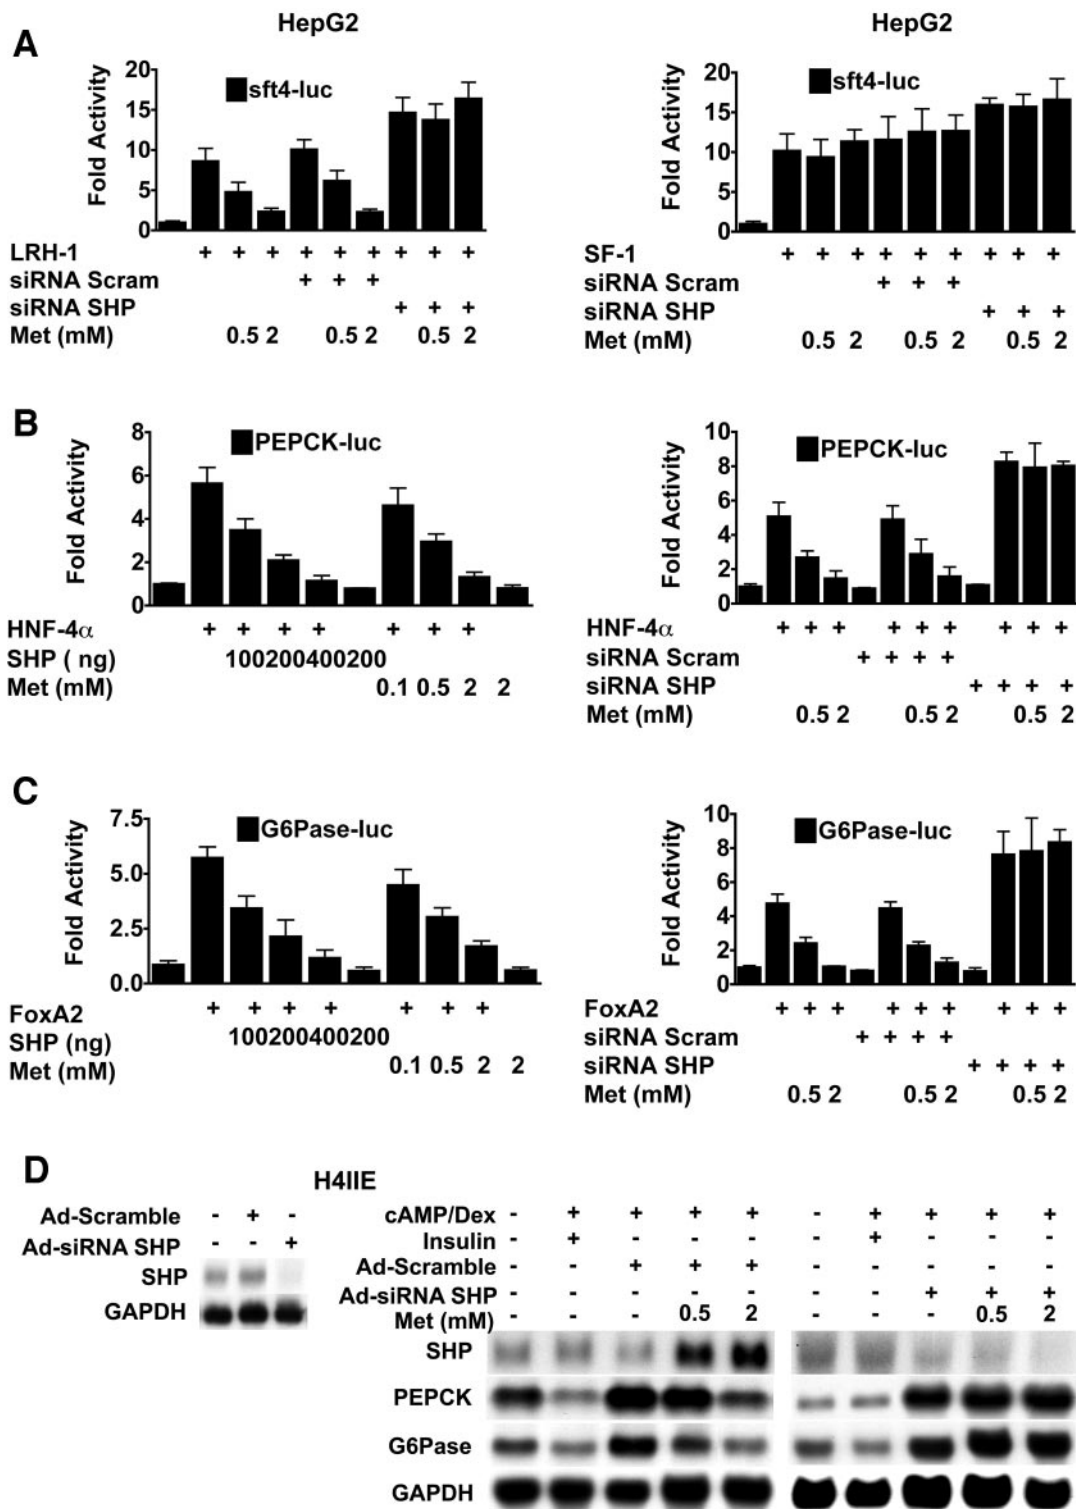 HepG2 HepG2
A
20 sft4-luc
15
10
5
0
Fold Activity
LRH-1 + + + + + + + + +
siRNA Scram + + +
siRNA SHP + + +
Met (mM) 0.5 2 0.5 2 0.5 2
20 sft4-luc
15
10
5
0
Fold Activity
SF-1 + + + + + + + + +
siRNA Scram + + +
siRNA SHP + + +
Met (mM) 0.5 2 0.5 2 0.5 2
B
8 PEPCK-luc
6
4
2
0
Fold Activity
HNF-4α + + + + + + +
SHP ( ng) 100200400200
Met (mM) 0.1 0.5 2 2
10 PEPCK-luc
8
6
4
2
0
Fold Activity
HNF-4α + + + + + + + + +
siRNA Scram + + + +
siRNA SHP + + + +
Met (mM) 0.5 2 0.5 2 0.5 2
C
7.5 G6Pase-luc
5.0
2.5
0.0
Fold Activity
FoxA2 + + + + + + +
SHP (ng) 100200400200
Met (mM) 0.1 0.5 2 2
10 G6Pase-luc
8
6
4
2
0
Fold Activity
FoxA2 + + + + + + + + +
siRNA Scram + + + +
siRNA SHP + + + +
Met (mM) 0.5 2 0.5 2 0.5 2
D
Ad-Scramble - + -
Ad-siRNA SHP - - +
SHP
GAPDH
H4IIE
cAMP/Dex - + + + + - + + + +
Insulin - + - - - - + - - -
Ad-Scramble - - + + + - - - - -
Ad-siRNA SHP - - - - - - - + + +
Met (mM) - - - 0.5 2 - - - 0.5 2
SHP
PEPCK
G6Pase
GAPDH